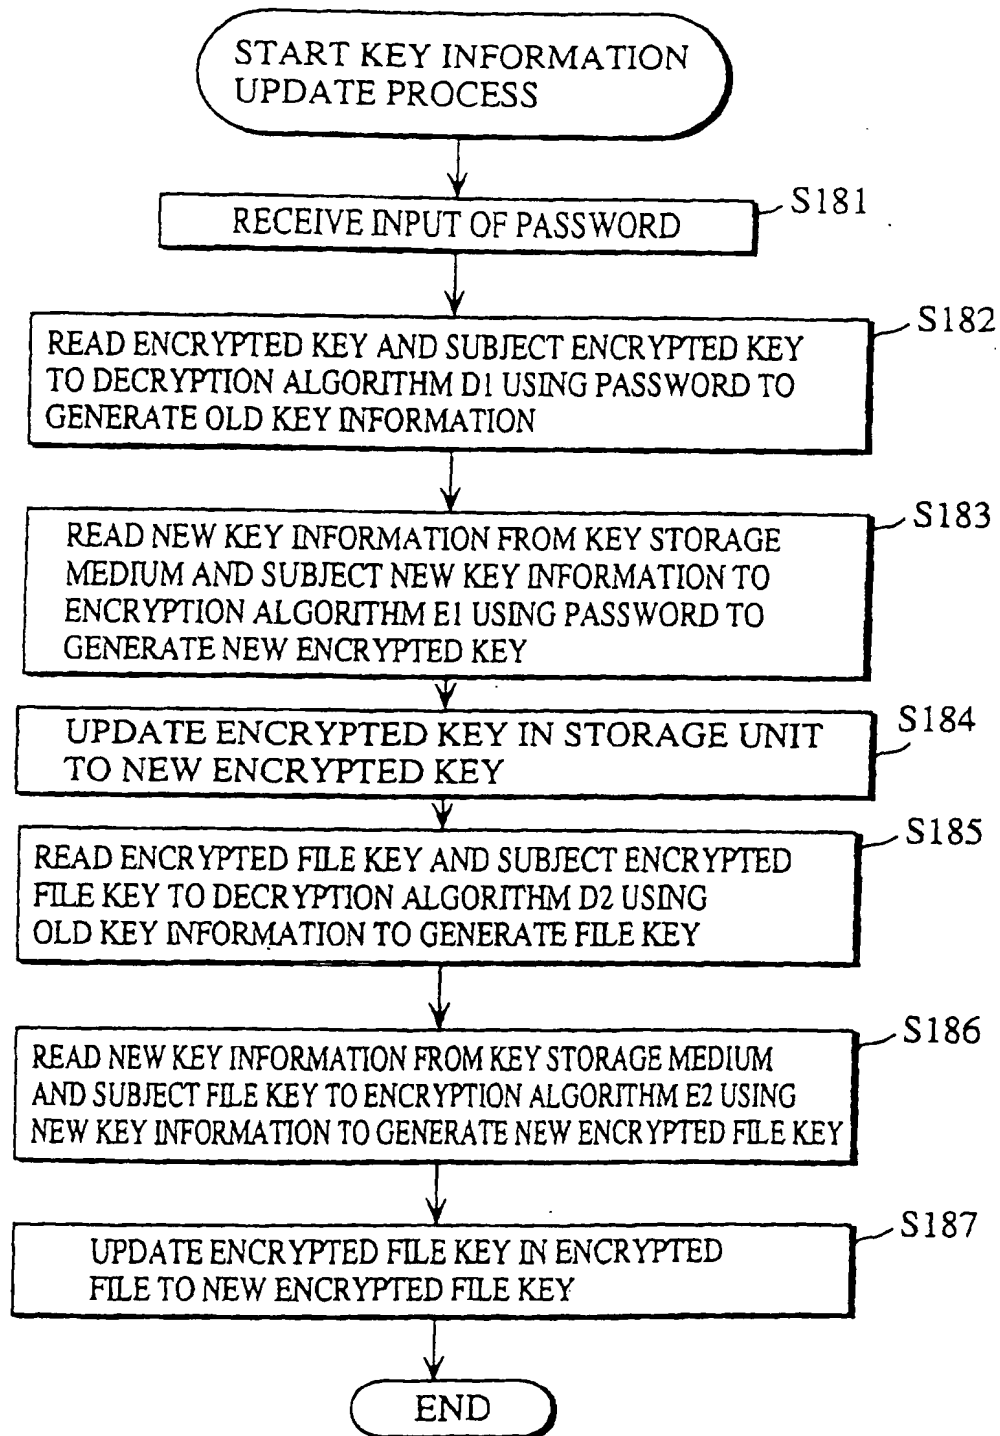 START KEY INFORMATION
UPDATE PROCESS
S181
RECEIVE INPUT OF PASSWORD
S182
READ ENCRYPTED KEY AND SUBJECT ENCRYPTED KEY
TO DECRYPTION ALGORITHM D1 USING PASSWORD TO
GENERATE OLD KEY INFORMATION
S183
READ NEW KEY INFORMATION FROM KEY STORAGE
MEDIUM AND SUBJECT NEW KEY INFORMATION TO
ENCRYPTION ALGORITHM E1 USING PASSWORD TO
GENERATE NEW ENCRYPTED KEY
S184
UPDATE ENCRYPTED KEY IN STORAGE UNIT
TO NEW ENCRYPTED KEY
S185
READ ENCRYPTED FILE KEY AND SUBJECT ENCRYPTED
FILE KEY TO DECRYPTION ALGORITHM D2 USING
OLD KEY INFORMATION TO GENERATE FILE KEY
S186
READ NEW KEY INFORMATION FROM KEY STORAGE MEDIUM
AND SUBJECT FILE KEY TO ENCRYPTION ALGORITHM E2 USING
NEW KEY INFORMATION TO GENERATE NEW ENCRYPTED FILE KEY
S187
UPDATE ENCRYPTED FILE KEY IN ENCRYPTED
FILE TO NEW ENCRYPTED FILE KEY
END